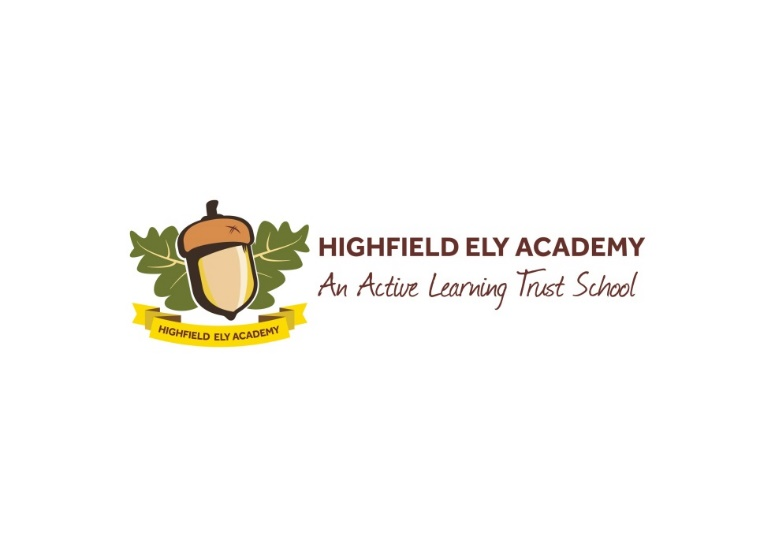 HIGHFIELD ELY ACADEMY
An Active Learning Trust School
HIGHFIELD ELY ACADEMY